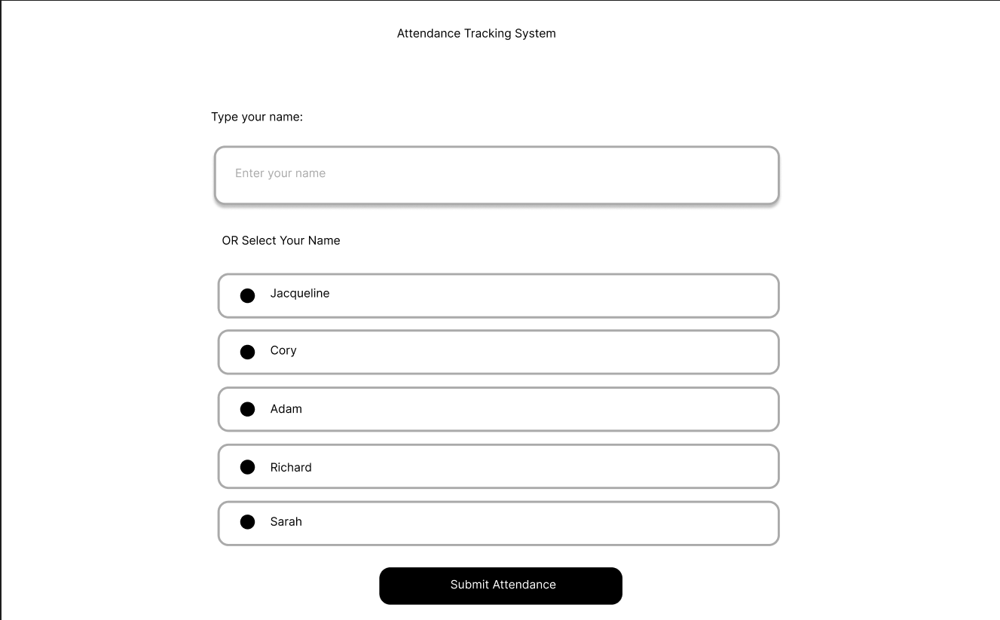 Attendance Tracking System
Type your name:
Enter your name
OR Select Your Name
Jacqueline
Cory
Adam
Richard
Sarah
Submit Attendance